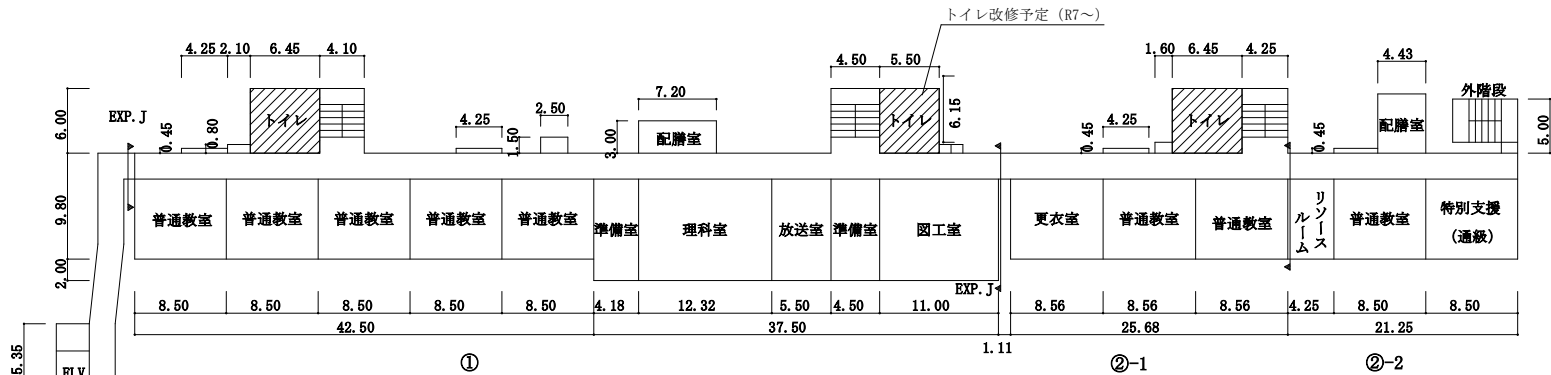 トイレ改修予定 (R7～)
4.25 2.10 6.45 4.10
4.50 5.50
1.60 6.45 4.25
4.43
EXP.J
6.00
0.45
0.80
トイレ
4.25
2.50
1.50
7.20
3.00
配膳室
トイレ
6.15
4.25
0.45
トイレ
0.45
配膳室
外階段
5.00
9.80
2.00
普通教室 普通教室 普通教室 普通教室 普通教室 準備室 理科室 放送室 準備室 図工室 更衣室 普通教室 普通教室
リソース
ルーム
普通教室
特別支援
(通級)
EXP.J
8.50 8.50 8.50 8.50 8.50 4.18 12.32 5.50 4.50 11.00 8.56 8.56 8.56 4.25 8.50 8.50
42.50 37.50 25.68 21.25
1.11
5.35
ELV
① ②-1 ②-2